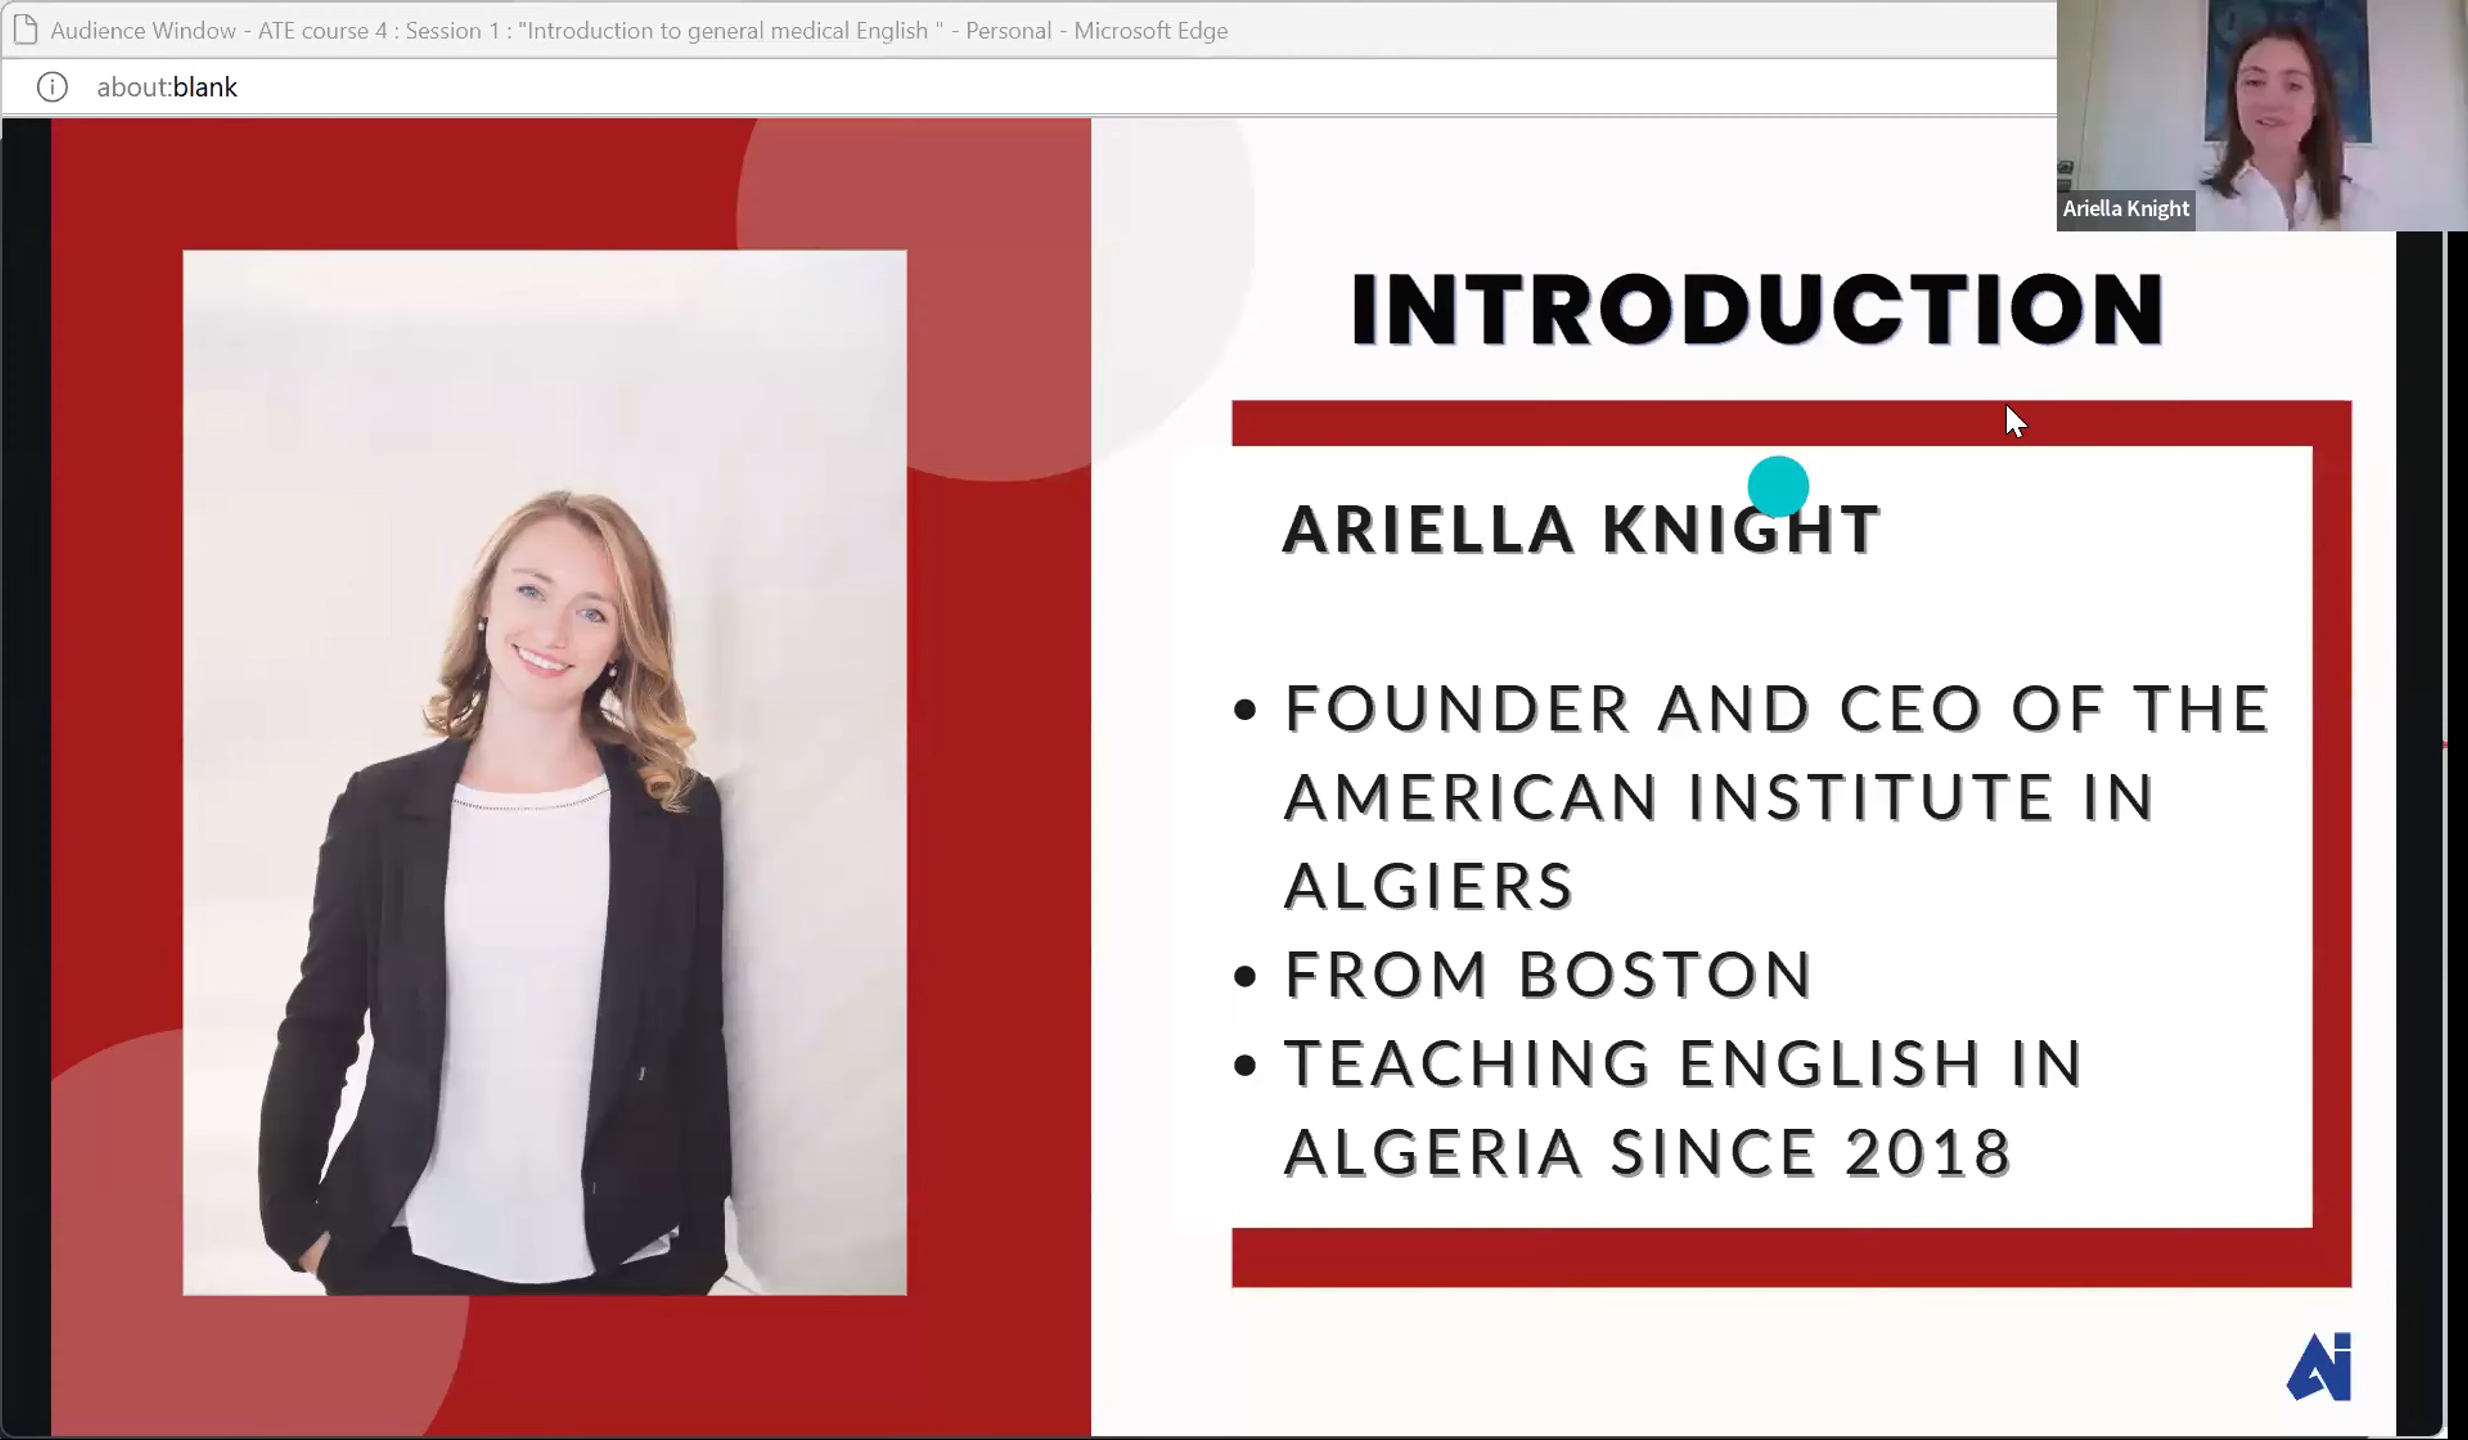 Audience Window - ATE course 4 : Session 1 : "Introduction to general medical English " - Personal - Microsoft Edge
about:blank
Ariella Knight
INTRODUCTION
ARIELLA KNIGHT
• FOUNDER AND CEO OF THE
AMERICAN INSTITUTE IN
ALGIERS
• FROM BOSTON
• TEACHING ENGLISH IN
ALGERIA SINCE 2018
Ai